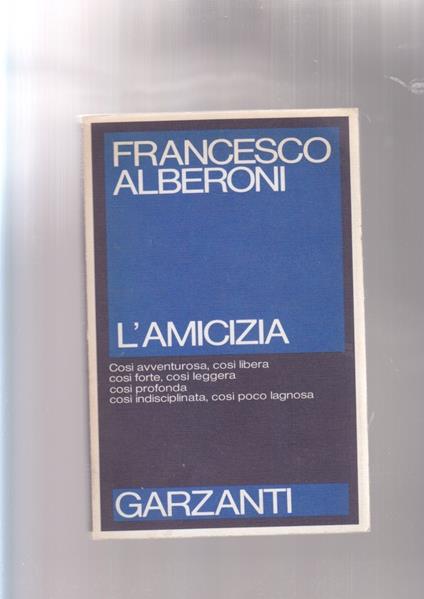 FRANCESCO
ALBERONI
L'AMICIZIA
Così avventurosa, così libera
così forte, così leggera
così profonda
così indisciplinata, così poco lagnosa
GARZANTI